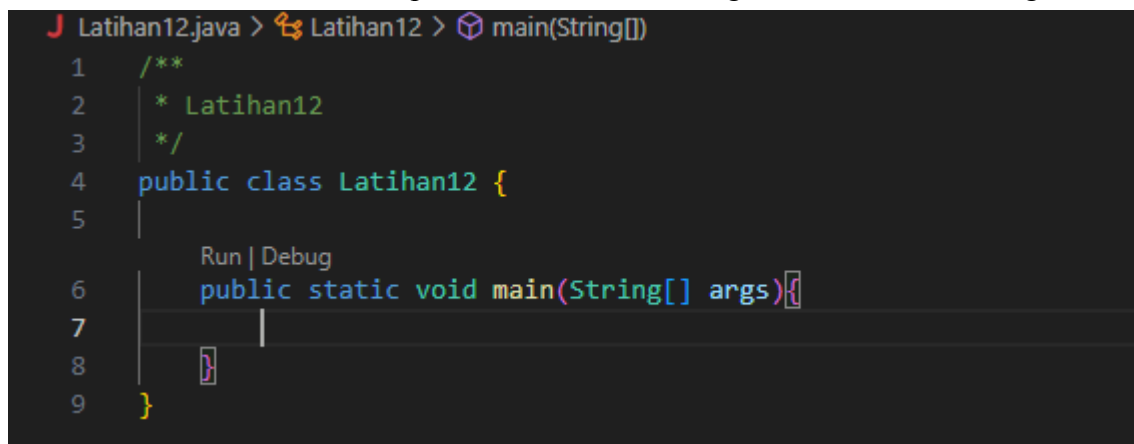 Latihan12.java > Latihan12 > main(String[])
1 /**
2  * Latihan12
3  */
4 public class Latihan12 {
5
Run | Debug
6     public static void main(String[] args){
7
8     }
9 }